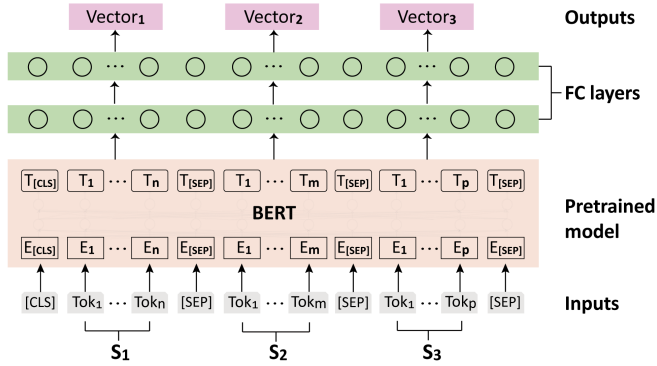 Vector1 Vector2 Vector3 Outputs
... ... ...
FC layers
... ... ...
T[CLS] T1 ... Tn T[SEP] T1 ... Tm T[SEP] T1 ... Tp T[SEP]
BERT
Pretrained
model
E[CLS] E1 ... En E[SEP] E1 ... Em E[SEP] E1 ... Ep E[SEP]
[CLS] Tok1 ... Tokn [SEP] Tok1 ... Tokm [SEP] Tok1 ... Tokp [SEP] Inputs
S1 S2 S3